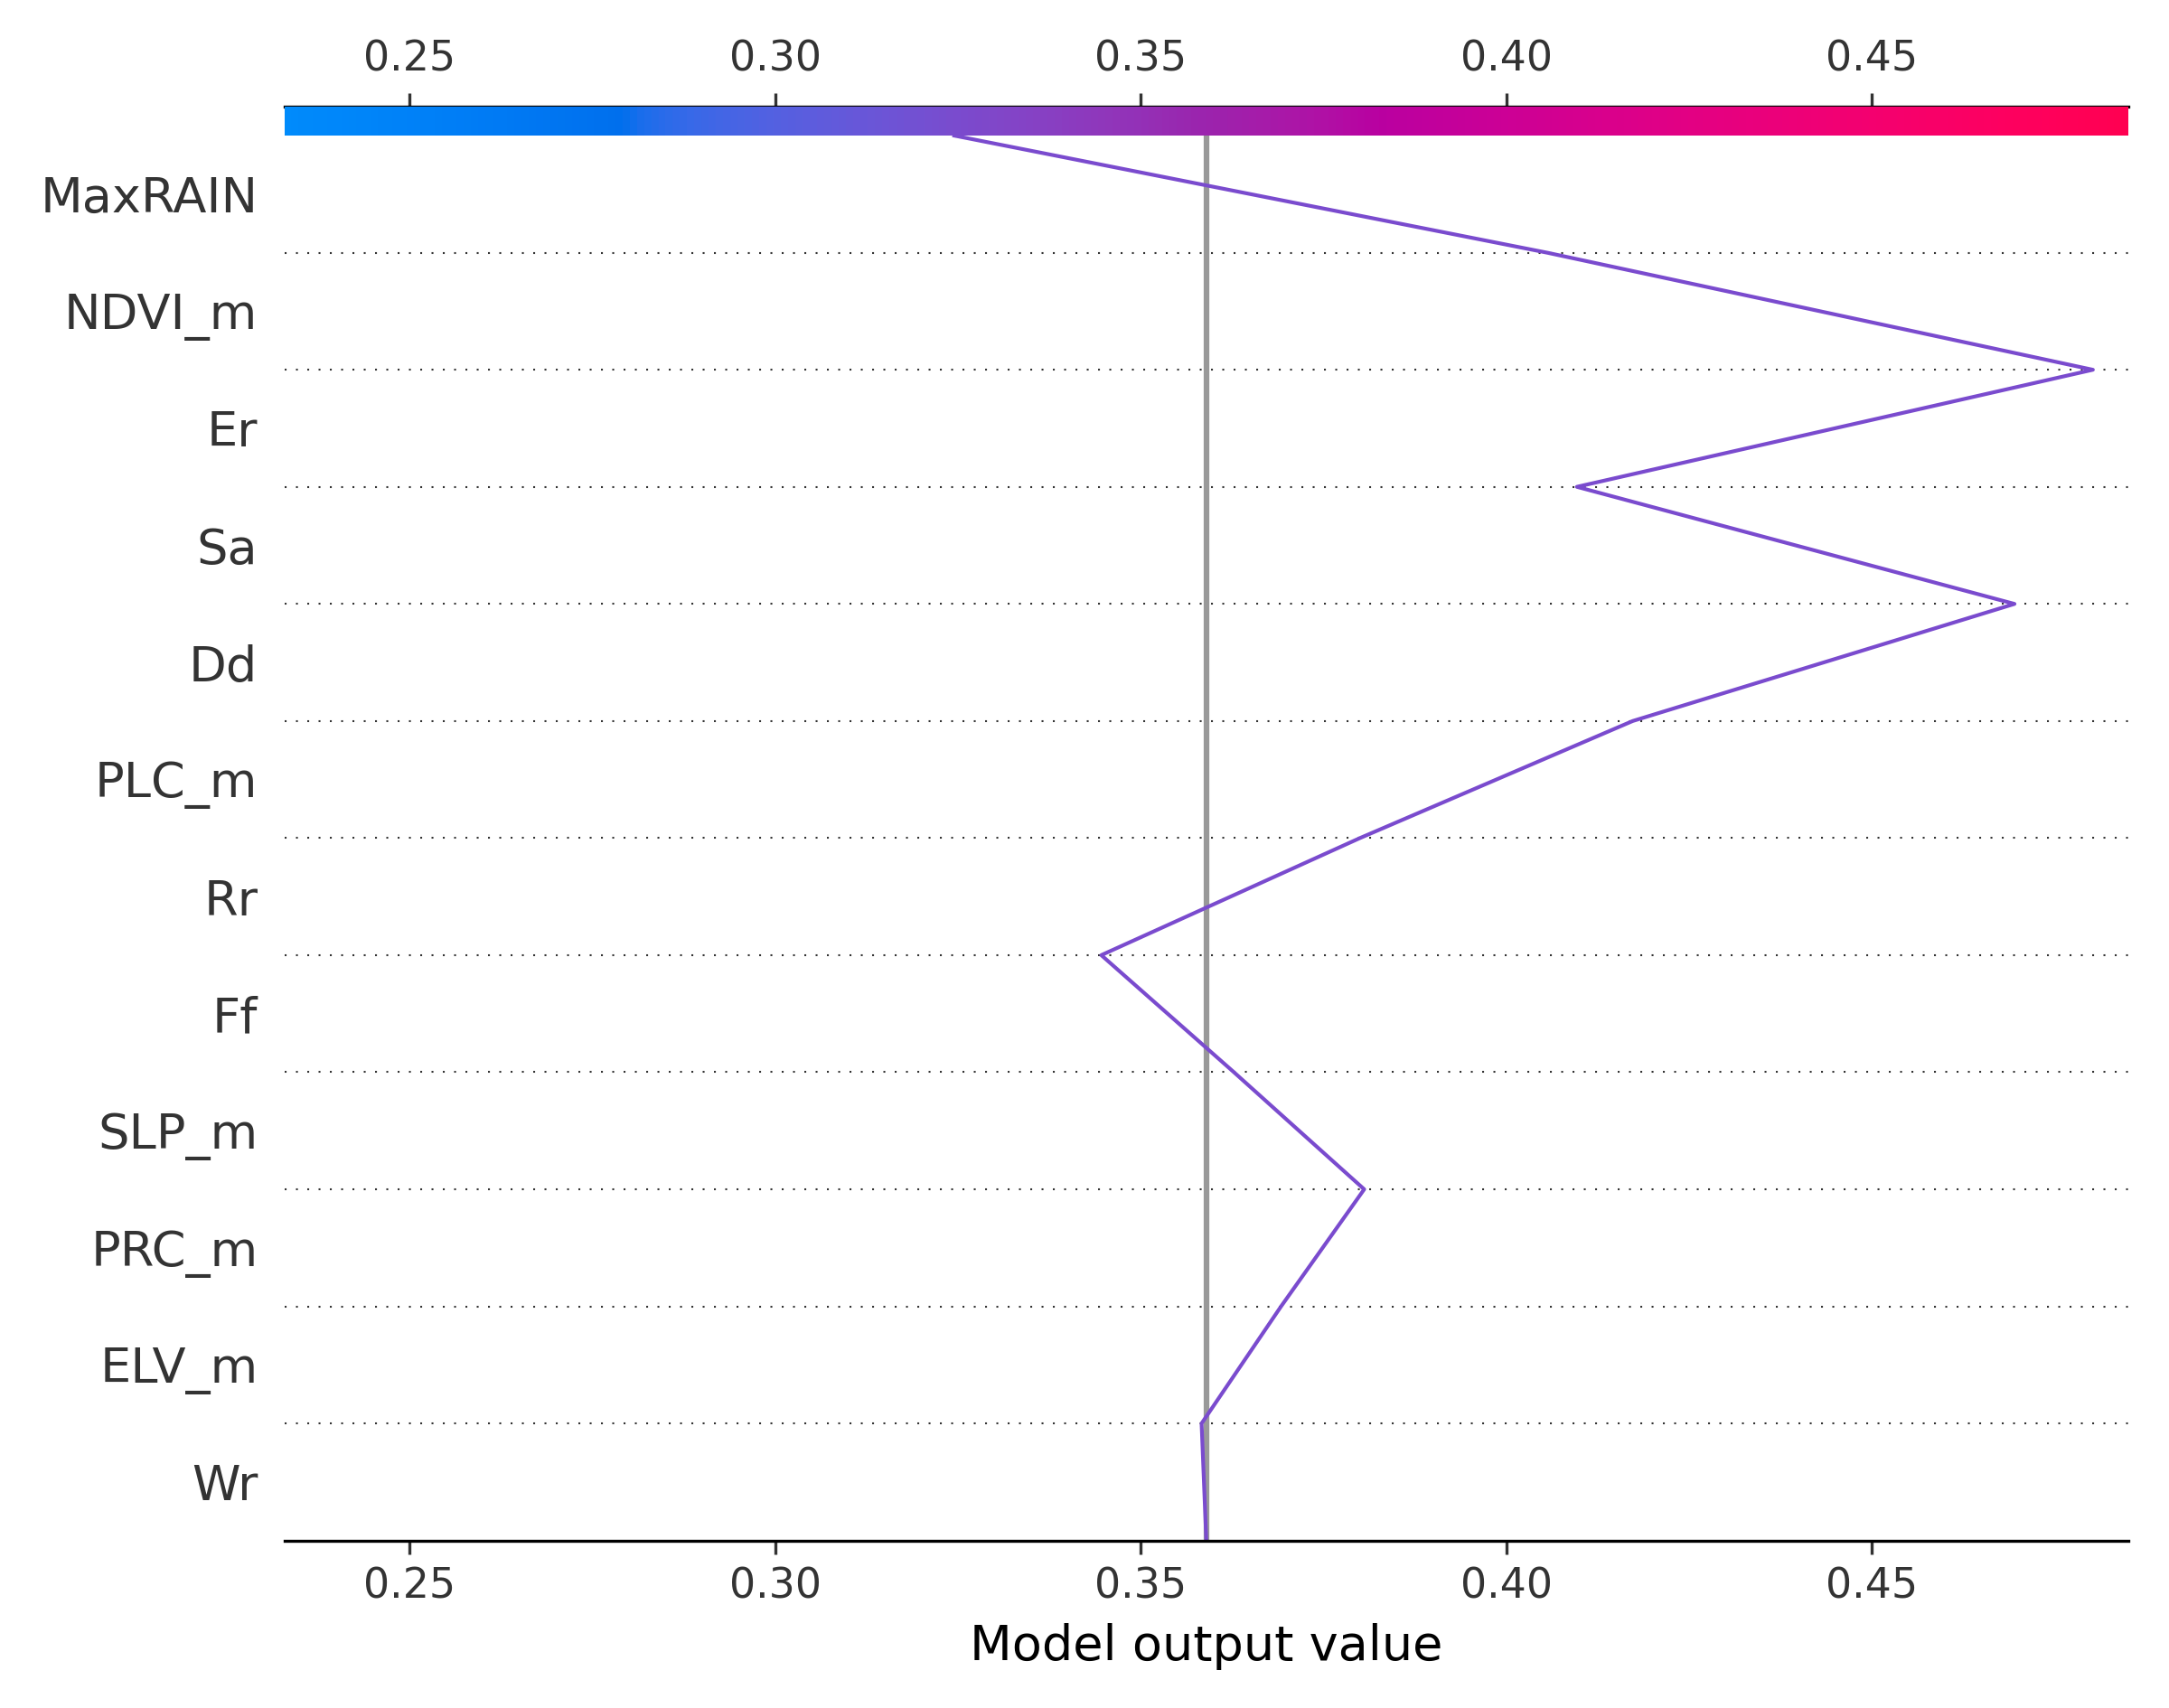 0.25 0.30 0.35 0.40 0.45
MaxRAIN
NDVI_m
Er
Sa
Dd
PLC_m
Rr
Ff
SLP_m
PRC_m
ELV_m
Wr
0.25 0.30 0.35 0.40 0.45
Model output value